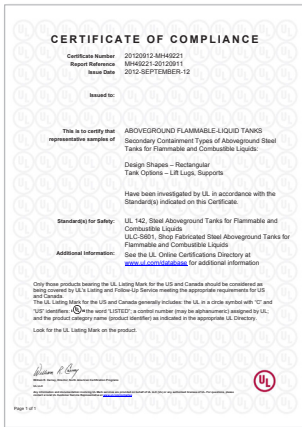 CERTIFICATE OF COMPLIANCE
Certificate Number 20120912-MH49221
Report Reference MH49221-20120911
Issue Date 2012-SEPTEMBER-12
Issued to:
This is to certify that ABOVEGROUND FLAMMABLE-LIQUID TANKS
representative samples of Secondary Containment Types of Aboveground Steel
Tanks for Flammable and Combustible Liquids:
Design Shapes – Rectangular
Tank Options – Lift Lugs, Supports
Have been investigated by UL in accordance with the
Standard(s) indicated on this Certificate.
Standard(s) for Safety: UL 142, Steel Aboveground Tanks for Flammable and
Combustible Liquids
ULC-S601, Shop Fabricated Steel Aboveground Tanks for
Flammable and Combustible Liquids
Additional Information: See the UL Online Certifications Directory at
www.ul.com/database for additional information
Only those products bearing the UL Listing Mark for the US and Canada should be considered as
being covered by UL's Listing and Follow-Up Service meeting the appropriate requirements for US
and Canada.
The UL Listing Mark for the US and Canada generally includes: the UL in a circle symbol with "C" and
"US" identifiers: the word "LISTED"; a control number (may be alphanumeric) assigned by UL;
and the product category name (product identifier) as indicated in the appropriate UL Directory.
Look for the UL Listing Mark on the product.
William R. Carney
UL
Page 1 of 1